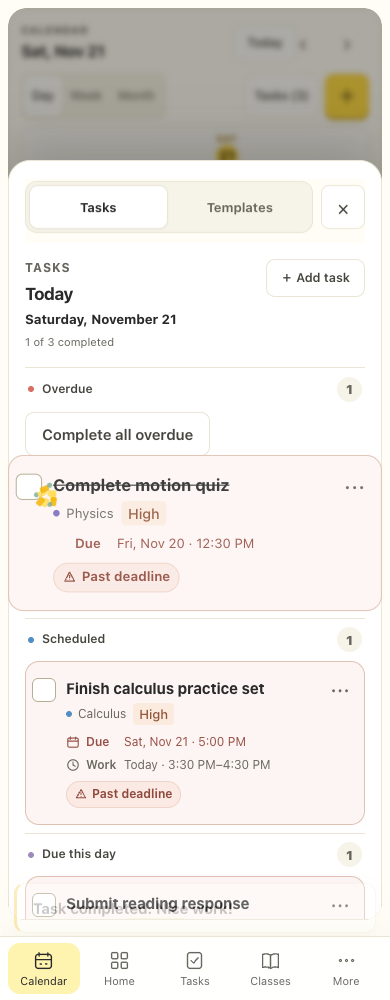 CALENDAR
Sat, Nov 21
Today
Day Week Month
Tasks (3)
+
Tasks Templates ×
TASKS
Today
+ Add task
Saturday, November 21
1 of 3 completed
Overdue 1
Complete all overdue
Complete motion quiz ...
Physics High
Due Fri, Nov 20 · 12:30 PM
Past deadline
Scheduled 1
Finish calculus practice set ...
Calculus High
Due Sat, Nov 21 · 5:00 PM
Work Today · 3:30 PM–4:30 PM
Past deadline
Due this day 1
Submit reading response ...
Task completed! Nice work!
Calendar Home Tasks Classes More